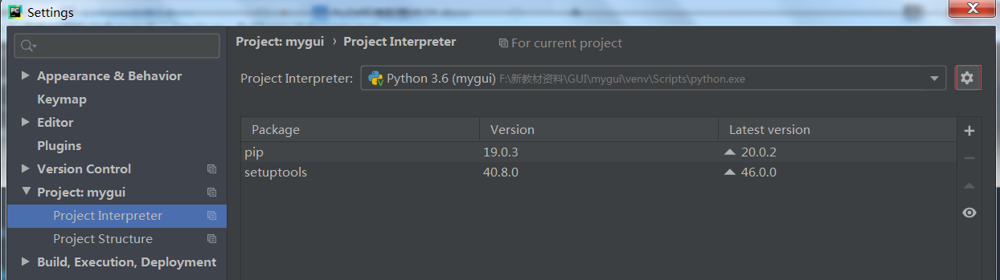 Settings
Project: mygui › Project Interpreter
For current project
Project Interpreter: Python 3.6 (mygui) F:\新教材资料\GUI\mygui\venv\Scripts\python.exe
Appearance & Behavior
Keymap
Editor
Plugins
Version Control
Project: mygui
Project Interpreter
Project Structure
Build, Execution, Deployment
Package Version Latest version
pip 19.0.3 20.0.2
setuptools 40.8.0 46.0.0